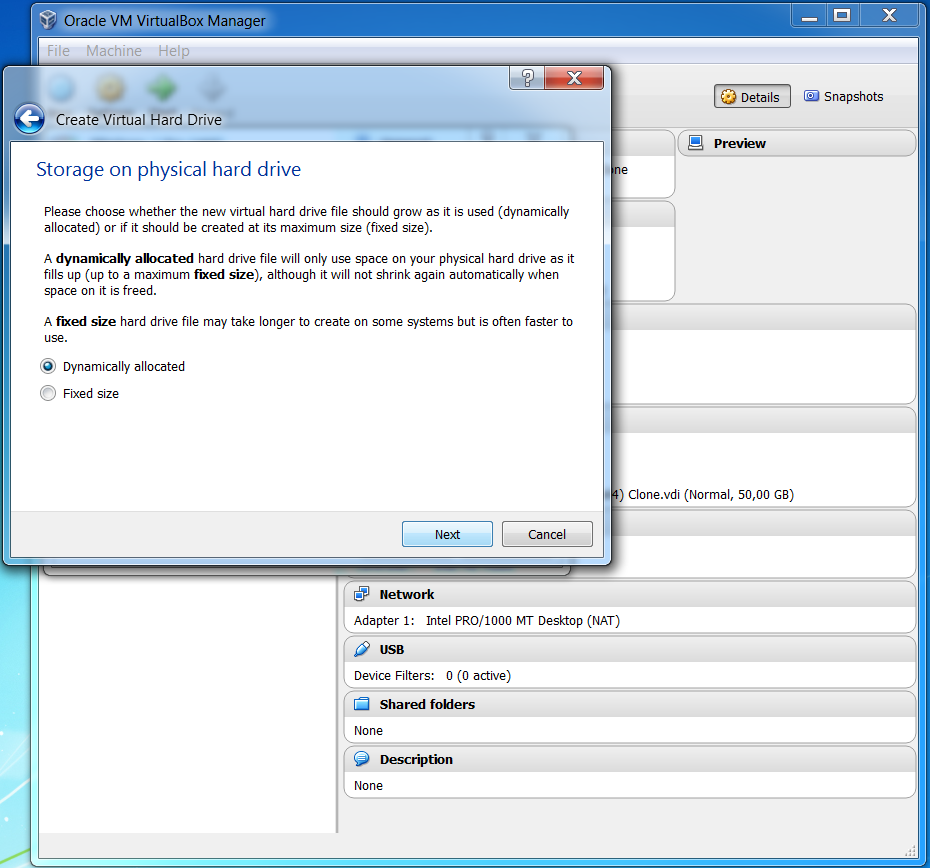 Oracle VM VirtualBox Manager
File Machine Help
Details Snapshots
Create Virtual Hard Drive
Preview
Storage on physical hard drive
Please choose whether the new virtual hard drive file should grow as it is used (dynamically
allocated) or if it should be created at its maximum size (fixed size).
A dynamically allocated hard drive file will only use space on your physical hard drive as it
fills up (up to a maximum fixed size), although it will not shrink again automatically when
space on it is freed.
A fixed size hard drive file may take longer to create on some systems but is often faster to
use.
Dynamically allocated
Fixed size
4) Clone.vdi (Normal, 50,00 GB)
Next Cancel
Network
Adapter 1: Intel PRO/1000 MT Desktop (NAT)
USB
Device Filters: 0 (0 active)
Shared folders
None
Description
None